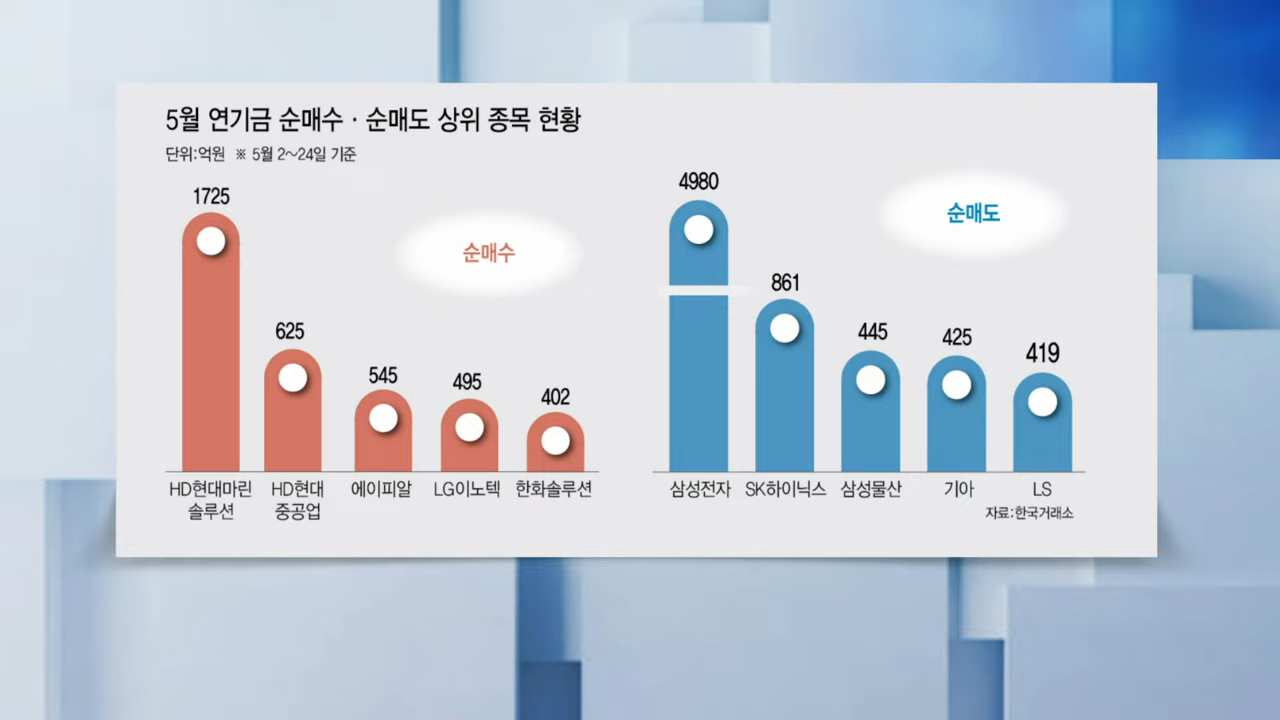 5월 연기금 순매수 · 순매도 상위 종목 현황
단위:억원 ※ 5월 2~24일 기준
순매수
1725
625
545
495
402
HD현대마린
솔루션
HD현대
중공업
에이피알
LG이노텍
한화솔루션
순매도
4980
861
445
425
419
삼성전자
SK하이닉스
삼성물산
기아
LS
자료:한국거래소